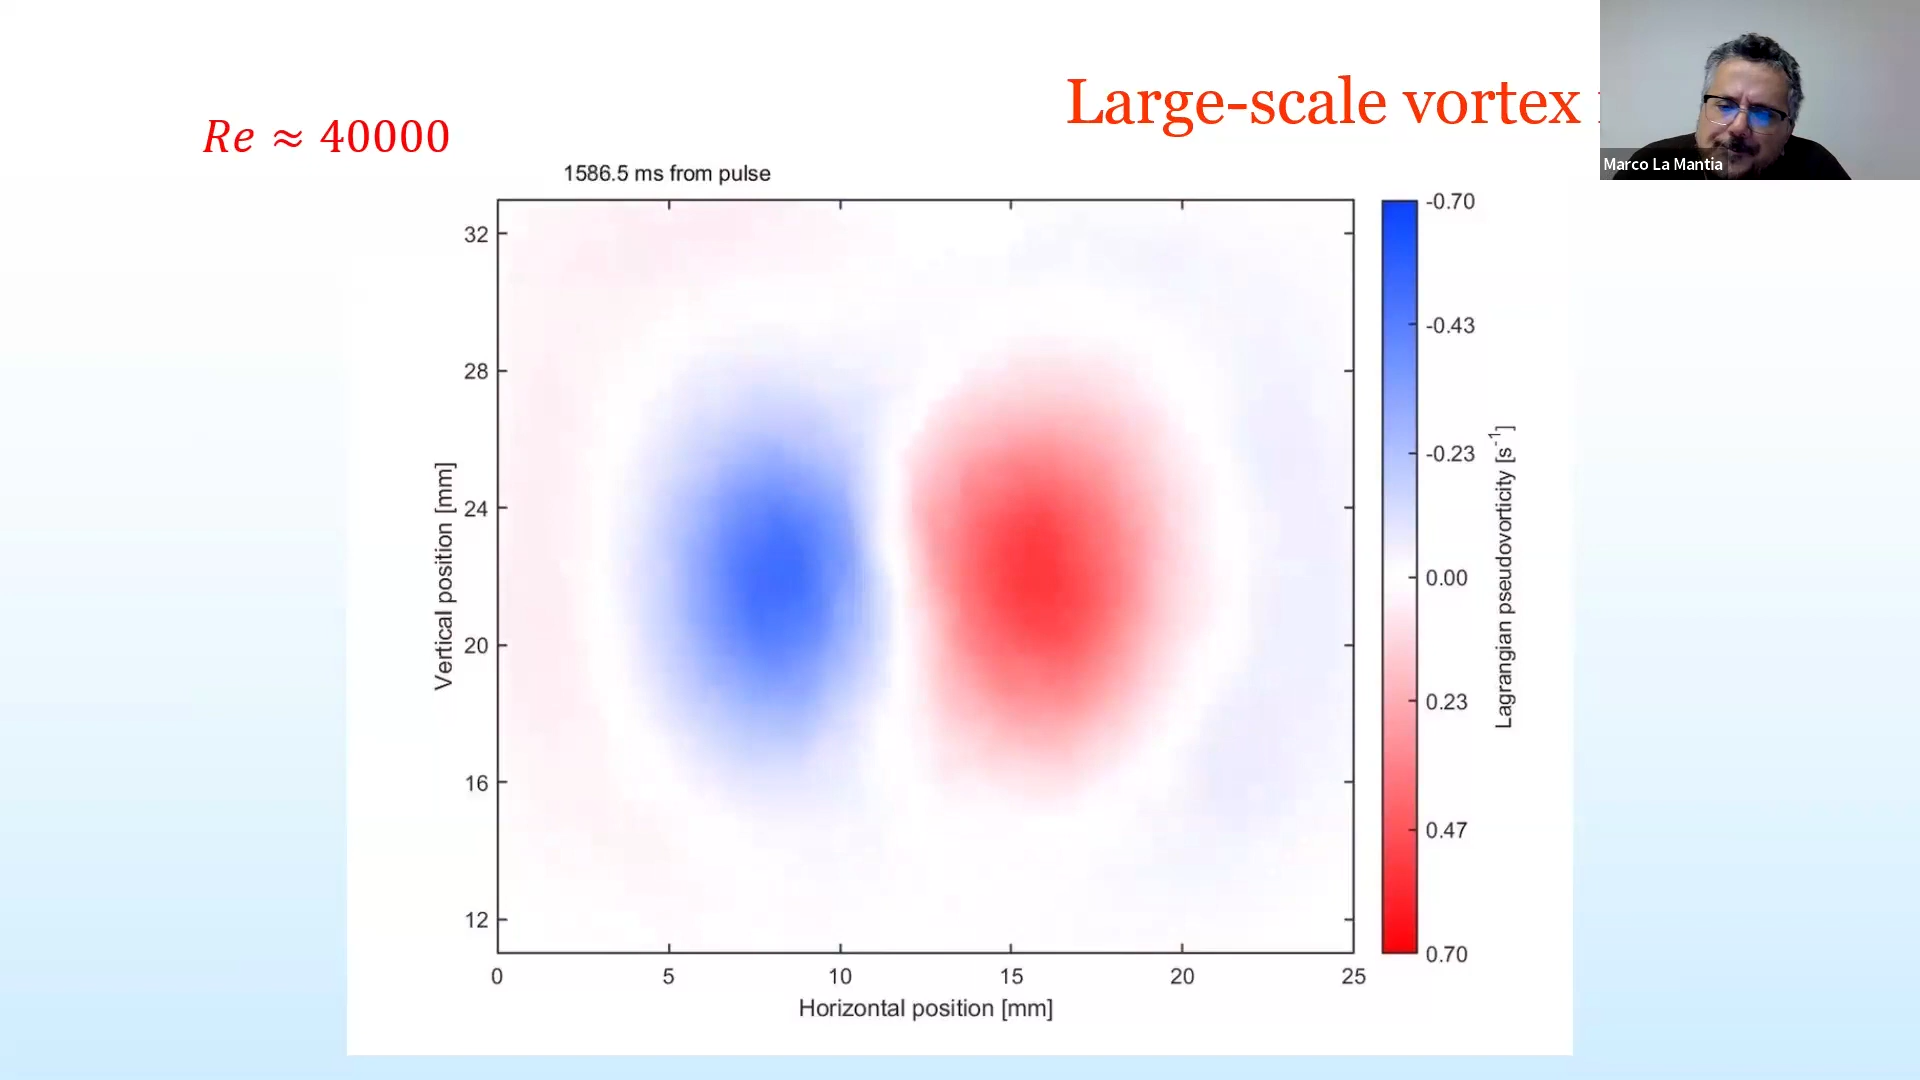 Large-scale vortex
Marco La Mantia
Re ≈ 40000
1586.5 ms from pulse
32
28
24
20
16
12
Vertical position [mm]
0 5 10 15 20 25
Horizontal position [mm]
-0.70
-0.43
-0.23
0.00
0.23
0.47
0.70
Lagrangian pseudovorticity [s⁻¹]